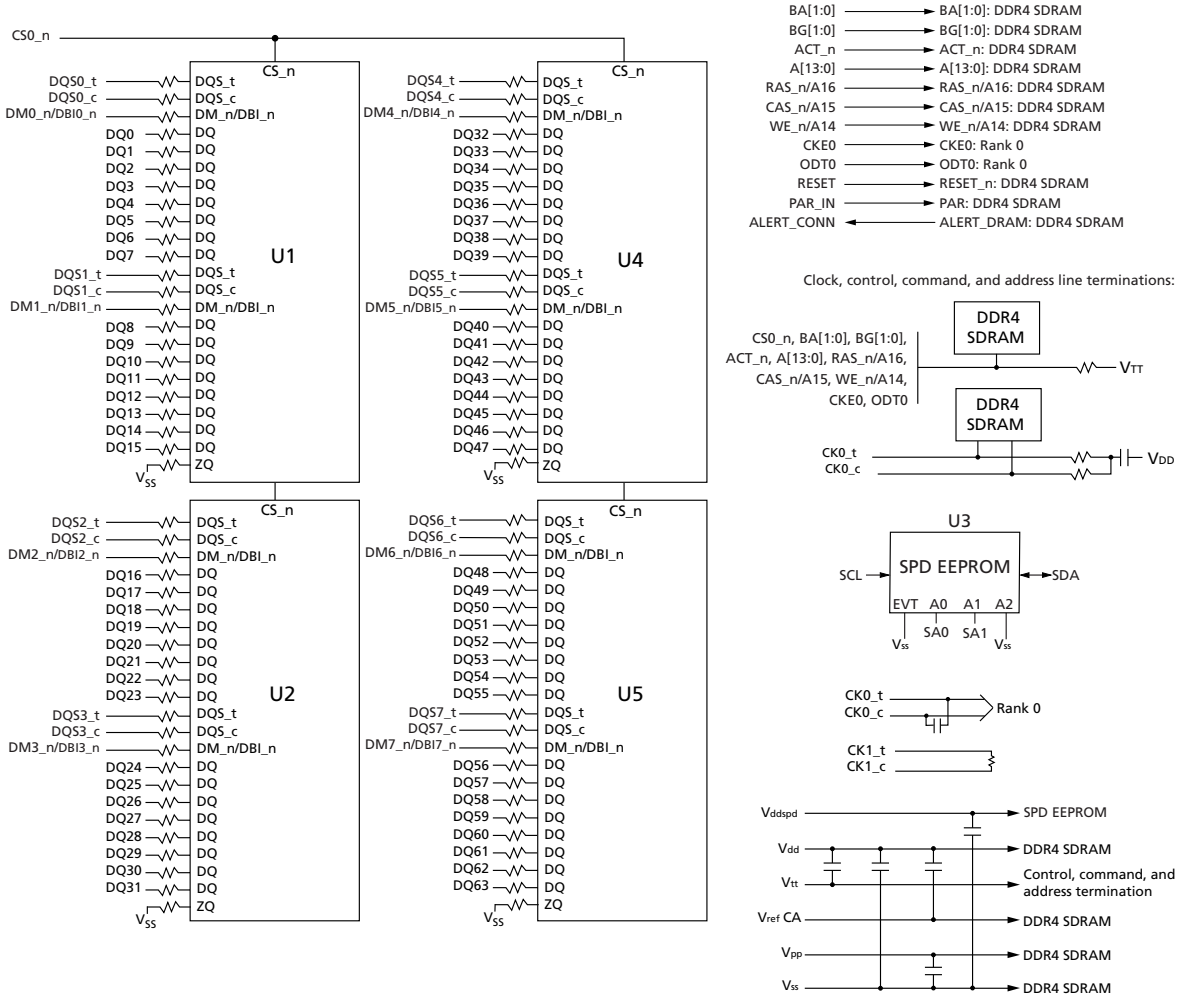 CS0_n
CS_n
DQS0_t DQS_t
DQS0_c DQS_c
DM0_n/DBI0_n DM_n/DBI_n
DQ0 DQ
DQ1 DQ
DQ2 DQ
DQ3 DQ
DQ4 DQ
DQ5 DQ
DQ6 DQ
DQ7 DQ
U1
DQS1_t DQS_t
DQS1_c DQS_c
DM1_n/DBI1_n DM_n/DBI_n
DQ8 DQ
DQ9 DQ
DQ10 DQ
DQ11 DQ
DQ12 DQ
DQ13 DQ
DQ14 DQ
DQ15 DQ
VSS ZQ
CS_n
DQS2_t DQS_t
DQS2_c DQS_c
DM2_n/DBI2_n DM_n/DBI_n
DQ16 DQ
DQ17 DQ
DQ18 DQ
DQ19 DQ
DQ20 DQ
DQ21 DQ
DQ22 DQ
DQ23 DQ
U2
DQS3_t DQS_t
DQS3_c DQS_c
DM3_n/DBI3_n DM_n/DBI_n
DQ24 DQ
DQ25 DQ
DQ26 DQ
DQ27 DQ
DQ28 DQ
DQ29 DQ
DQ30 DQ
DQ31 DQ
VSS ZQ
CS_n
DQS4_t DQS_t
DQS4_c DQS_c
DM4_n/DBI4_n DM_n/DBI_n
DQ32 DQ
DQ33 DQ
DQ34 DQ
DQ35 DQ
DQ36 DQ
DQ37 DQ
DQ38 DQ
DQ39 DQ
U4
DQS5_t DQS_t
DQS5_c DQS_c
DM5_n/DBI5_n DM_n/DBI_n
DQ40 DQ
DQ41 DQ
DQ42 DQ
DQ43 DQ
DQ44 DQ
DQ45 DQ
DQ46 DQ
DQ47 DQ
VSS ZQ
CS_n
DQS6_t DQS_t
DQS6_c DQS_c
DM6_n/DBI6_n DM_n/DBI_n
DQ48 DQ
DQ49 DQ
DQ50 DQ
DQ51 DQ
DQ52 DQ
DQ53 DQ
DQ54 DQ
DQ55 DQ
U5
DQS7_t DQS_t
DQS7_c DQS_c
DM7_n/DBI7_n DM_n/DBI_n
DQ56 DQ
DQ57 DQ
DQ58 DQ
DQ59 DQ
DQ60 DQ
DQ61 DQ
DQ62 DQ
DQ63 DQ
VSS ZQ
BA[1:0] BA[1:0]: DDR4 SDRAM
BG[1:0] BG[1:0]: DDR4 SDRAM
ACT_n ACT_n: DDR4 SDRAM
A[13:0] A[13:0]: DDR4 SDRAM
RAS_n/A16 RAS_n/A16: DDR4 SDRAM
CAS_n/A15 CAS_n/A15: DDR4 SDRAM
WE_n/A14 WE_n/A14: DDR4 SDRAM
CKE0 CKE0: Rank 0
ODT0 ODT0: Rank 0
RESET RESET_n: DDR4 SDRAM
PAR_IN PAR: DDR4 SDRAM
ALERT_CONN ALERT_DRAM: DDR4 SDRAM
Clock, control, command, and address line terminations:
DDR4
SDRAM
CS0_n, BA[1:0], BG[1:0],
ACT_n, A[13:0], RAS_n/A16,
CAS_n/A15, WE_n/A14,
CKE0, ODT0
VTT
DDR4
SDRAM
CK0_t
CK0_c
VDD
U3
SCL SPD EEPROM SDA
EVT A0 A1 A2
Vss SA0 SA1 Vss
CK0_t
CK0_c
Rank 0
CK1_t
CK1_c
Vddspd SPD EEPROM
Vdd DDR4 SDRAM
Vtt Control, command, and
address termination
Vref CA DDR4 SDRAM
Vpp DDR4 SDRAM
Vss DDR4 SDRAM